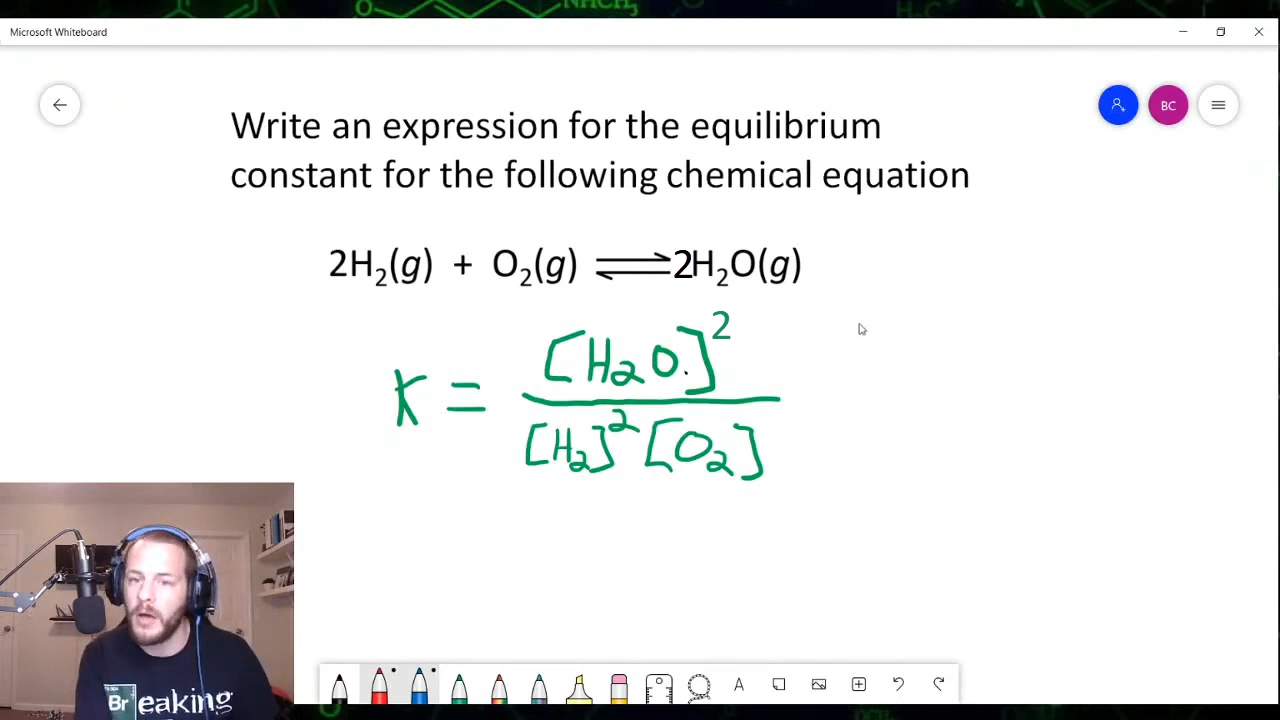 NHCH₃
Microsoft Whiteboard
BC
Write an expression for the equilibrium
constant for the following chemical equation
2H₂(g) + O₂(g) ⇌ 2H₂O(g)
K = [H₂O]² / [H₂]² [O₂]
Breaking
A